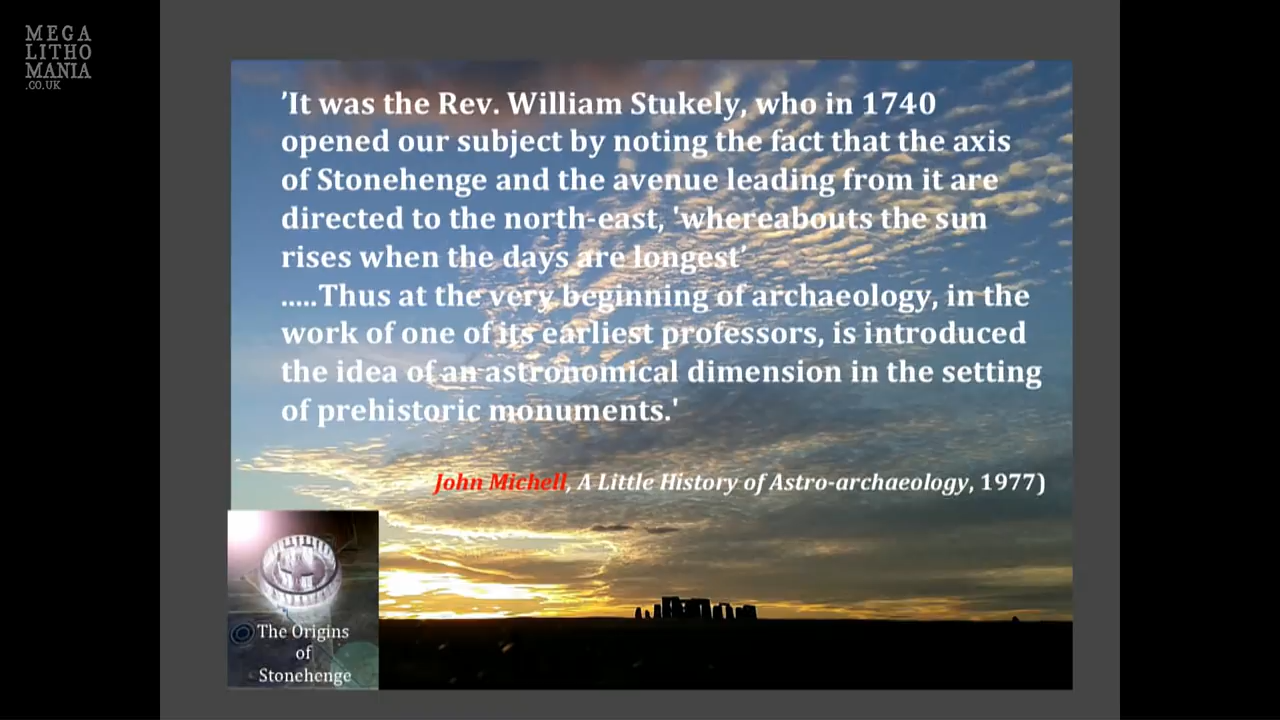 MEGA
LITHO
MANIA
.CO.UK
'It was the Rev. William Stukely, who in 1740
opened our subject by noting the fact that the axis
of Stonehenge and the avenue leading from it are
directed to the north-east, 'whereabouts the sun
rises when the days are longest'
.....Thus at the very beginning of archaeology, in the
work of one of its earliest professors, is introduced
the idea of an astronomical dimension in the setting
of prehistoric monuments.'
John Michell, A Little History of Astro-archaeology, 1977)
The Origins
of
Stonehenge